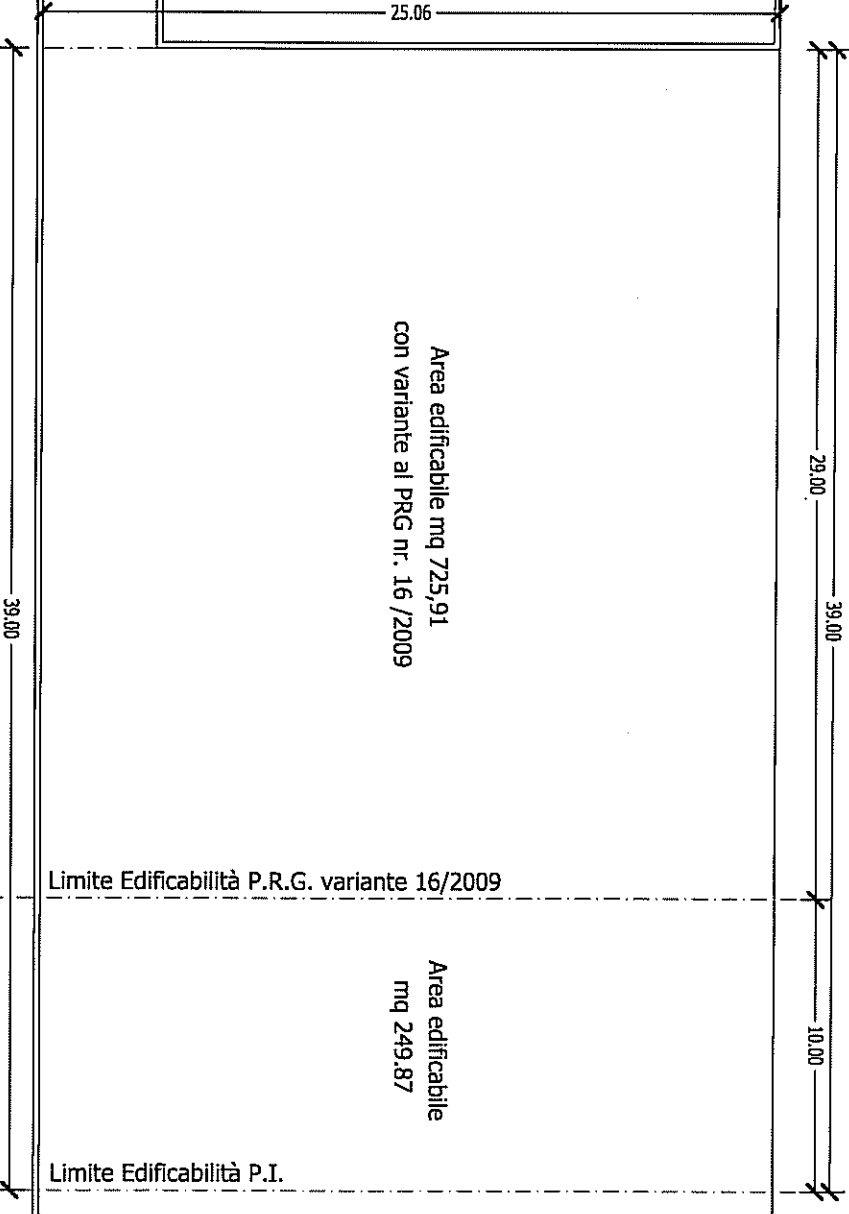 25.06
29.00
39.00
Area edificabile mq 725,91
con variante al PRG nr. 16 /2009
39.00
Limite Edificabilità P.R.G. variante 16/2009
10.00
Area edificabile
mq 249.87
Limite Edificabilità P.I.